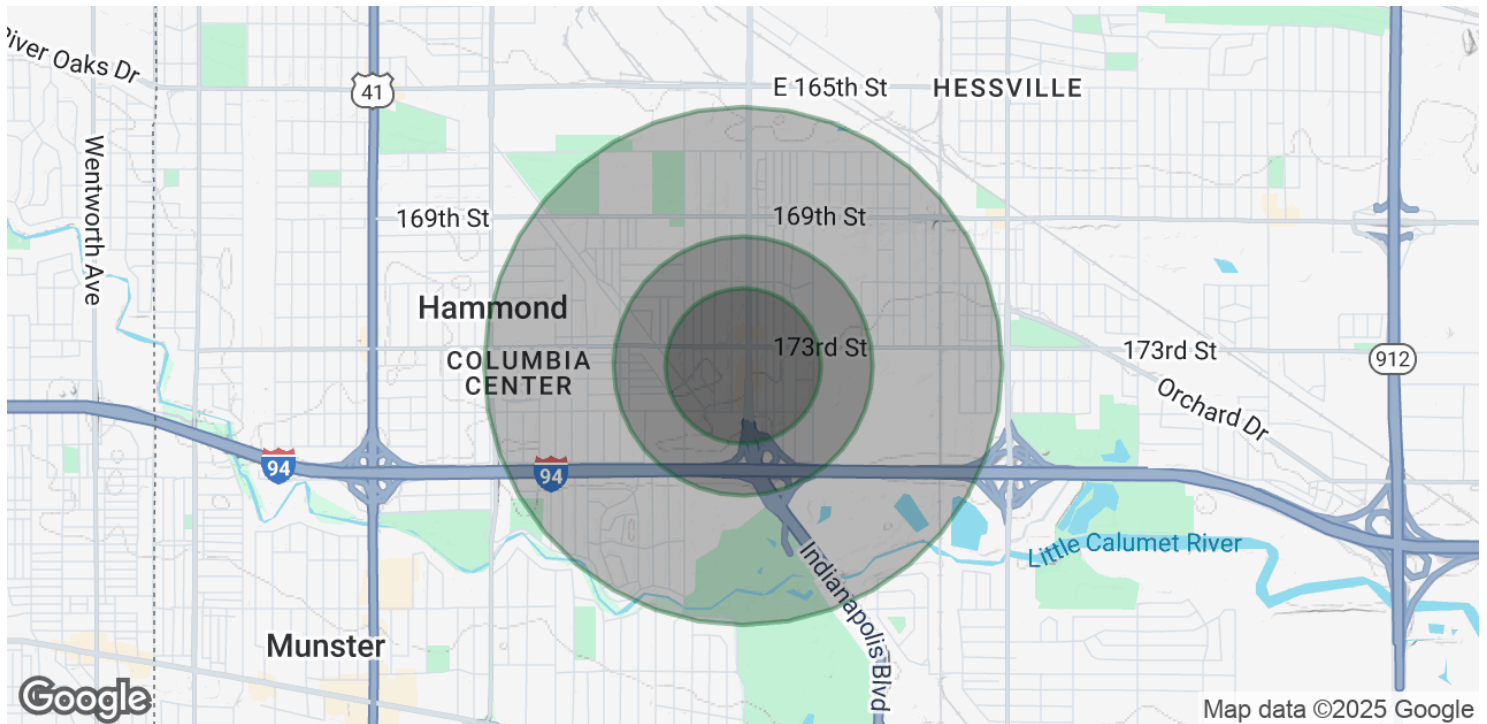 River Oaks Dr
41
E 165th St
HESSVILLE
Wentworth Ave
169th St
169th St
Hammond
173rd St
173rd St
COLUMBIA
CENTER
912
Orchard Dr
94
94
Little Calumet River
Indianapolis Blvd
Munster
Google
Map data ©2025 Google